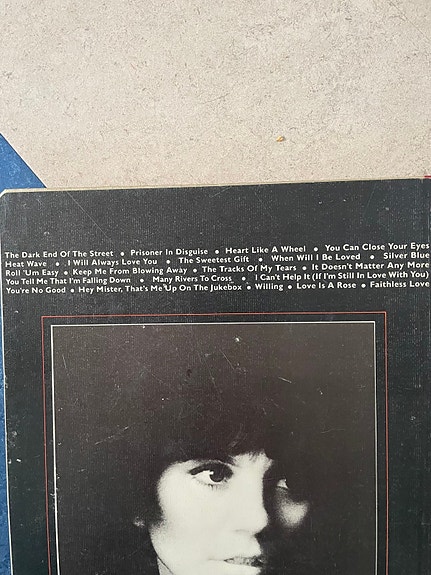 The Dark End Of The Street • Prisoner In Disguise • Heart Like A Wheel • You Can Close Your Eyes
Heat Wave • I Will Always Love You • The Sweetest Gift • When Will I Be Loved • Silver Blue
Roll 'Um Easy • Keep Me From Blowing Away • The Tracks Of My Tears • It Doesn't Matter Any More
You Tell Me That I'm Falling Down • Many Rivers To Cross • I Can't Help It (If I'm Still In Love With You)
You're No Good • Hey Mister, That's Me Up On The Jukebox • Willing • Love Is A Rose • Faithless Love